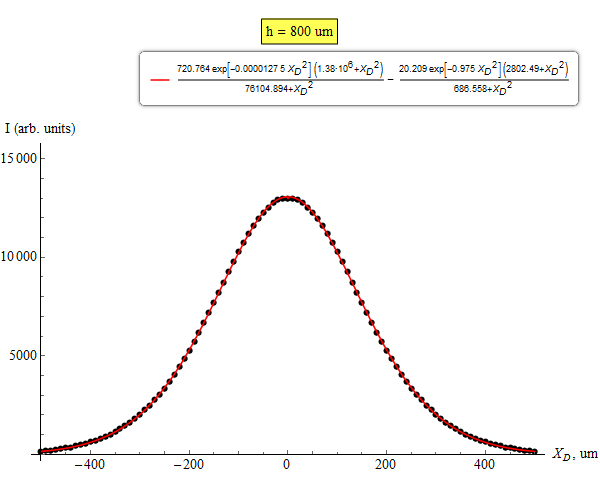 h = 800 um
720.764 exp[-0.0000127 5 X_D^2] (1.38·10^6+X_D^2) / 76104.894+X_D^2 − 20.209 exp[-0.975 X_D^2] (2802.49+X_D^2) / 686.558+X_D^2
I (arb. units)
15 000
10 000
5000
−400 −200 0 200 400 X_D, um